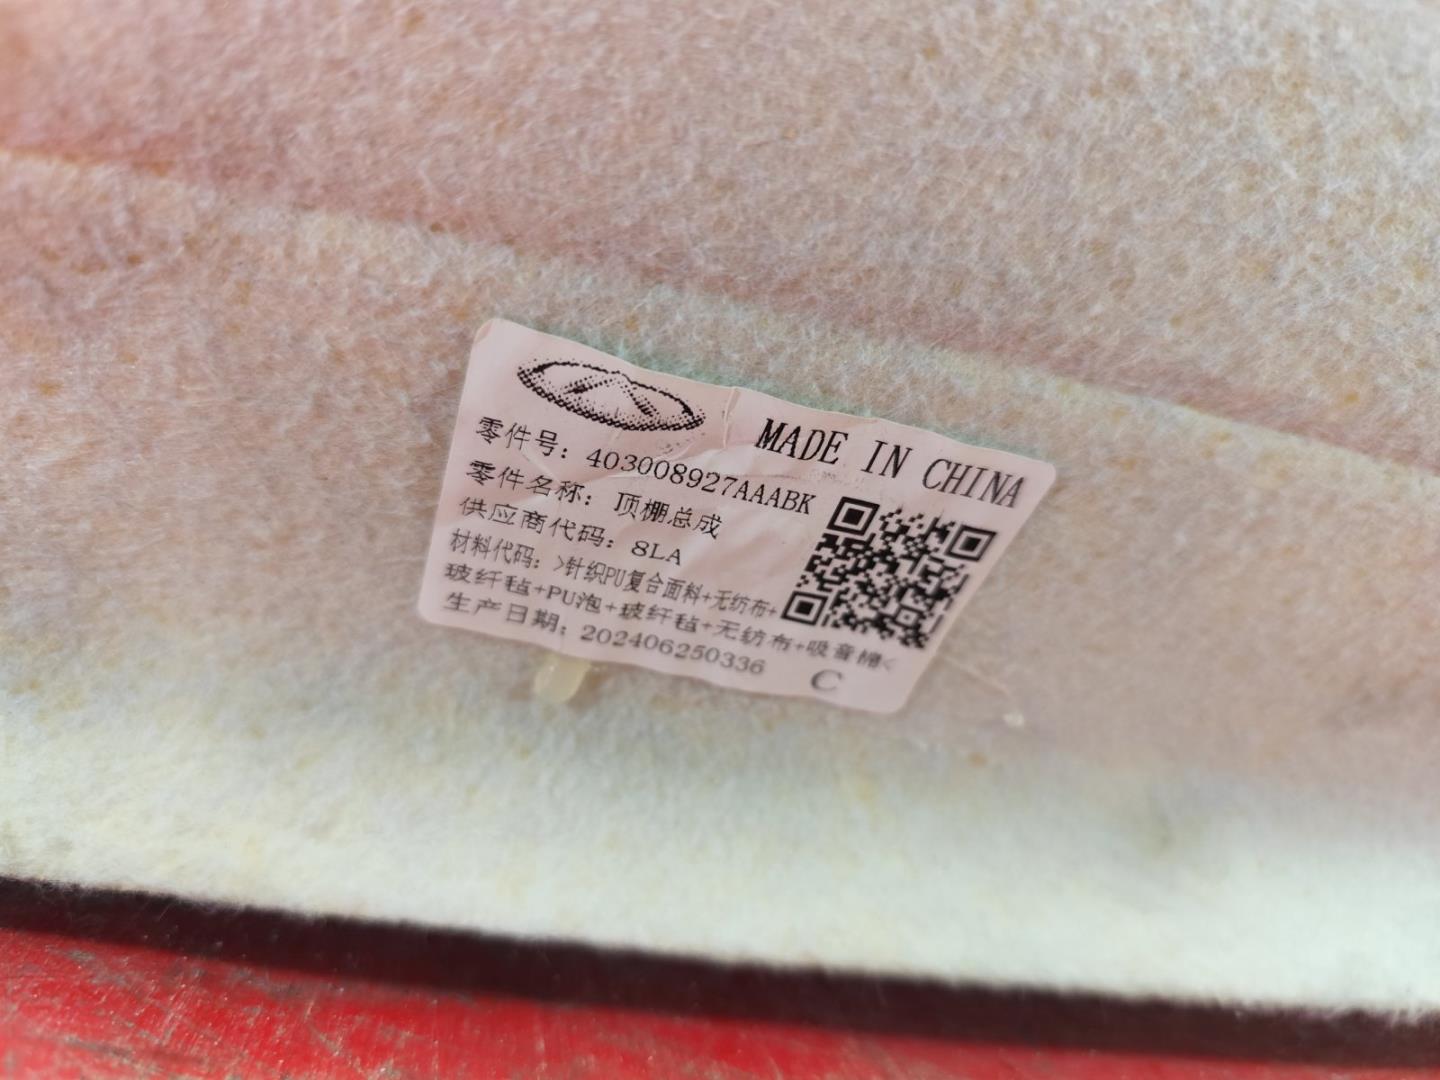 MADE IN CHINA
零件号：403008927AAABK
零件名称：顶棚总成
供应商代码：8LA
材料代码：>针织PU复合面料+无纺布+
玻纤毡+PU泡+玻纤毡+无纺布+吸音棉<
生产日期：202406250336
C